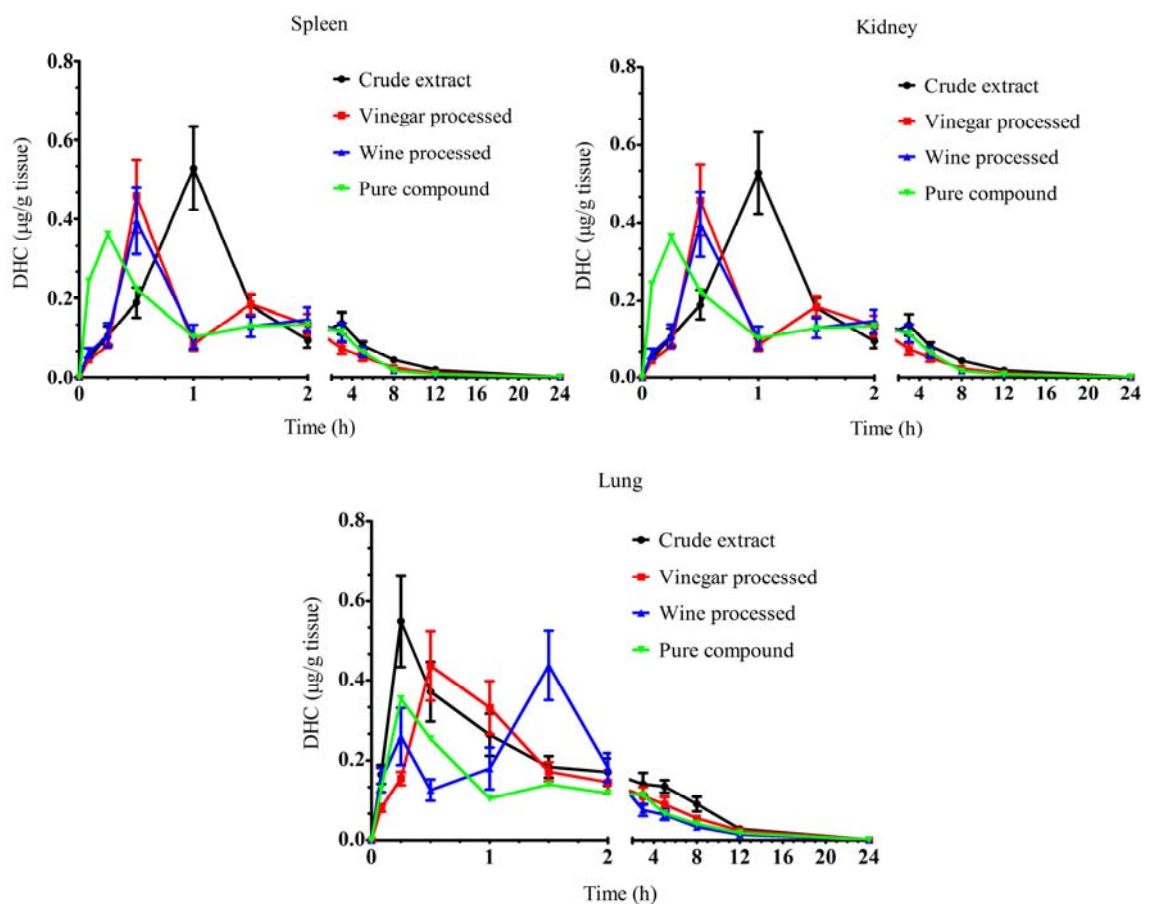 Spleen
DHC (μg/g tissue)
0.8
0.6
0.4
0.2
0.0
Crude extract
Vinegar processed
Wine processed
Pure compound
0 1 2 4 8 12 16 20 24
Time (h)
Kidney
DHC (μg/g tissue)
0.8
0.6
0.4
0.2
0.0
Crude extract
Vinegar processed
Wine processed
Pure compound
0 1 2 4 8 12 16 20 24
Time (h)
Lung
DHC (μg/g tissue)
0.8
0.6
0.4
0.2
0.0
Crude extract
Vinegar processed
Wine processed
Pure compound
0 1 2 4 8 12 16 20 24
Time (h)